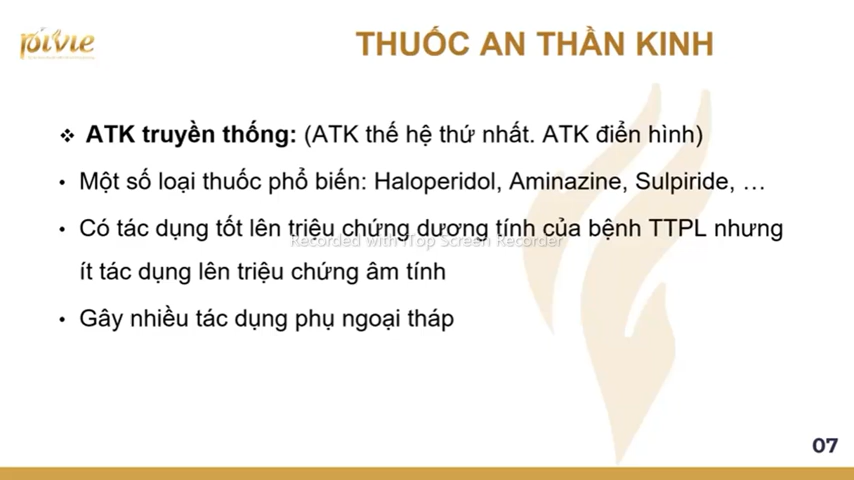 pivie
THUỐC AN THẦN KINH
❖ ATK truyền thống: (ATK thế hệ thứ nhất. ATK điển hình)
• Một số loại thuốc phổ biến: Haloperidol, Aminazine, Sulpiride, …
• Có tác dụng tốt lên triệu chứng dương tính của bệnh TTPL nhưng
Recorded with iTop Screen Recorder
ít tác dụng lên triệu chứng âm tính
• Gây nhiều tác dụng phụ ngoại tháp
07